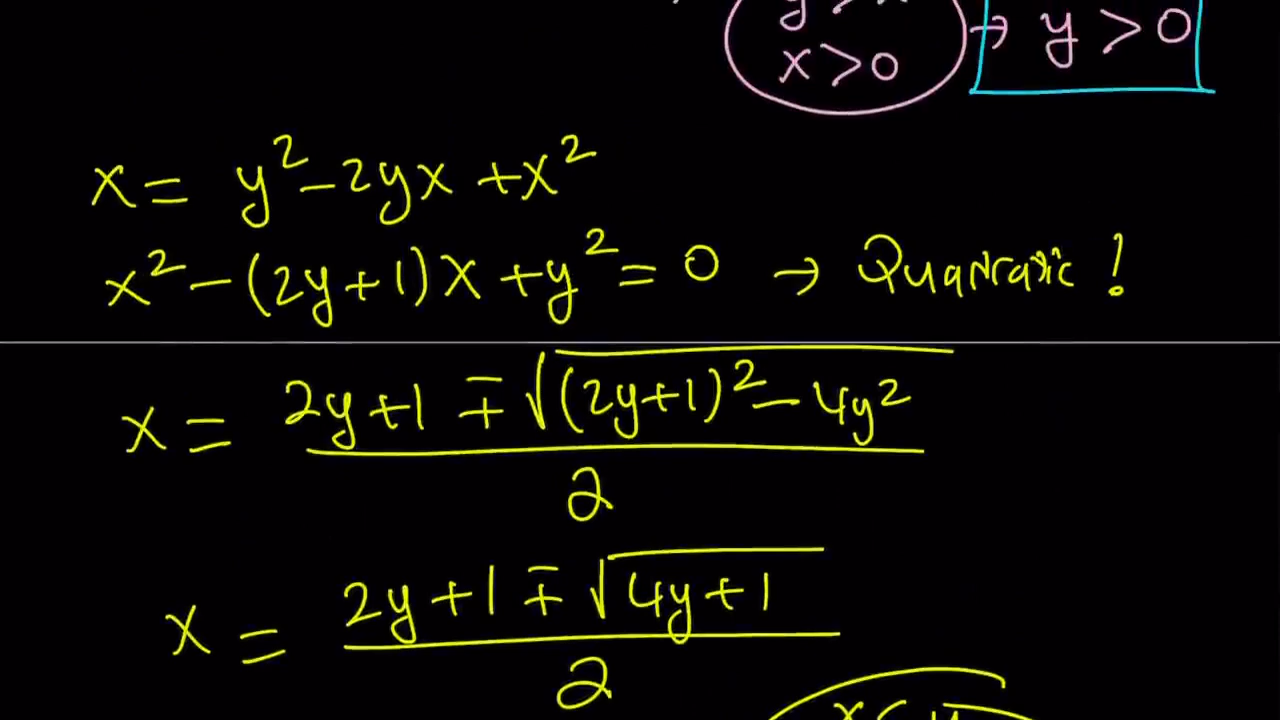 x > 0 → y > 0
x = y² - 2yx + x²
x² - (2y+1)x + y² = 0 → Quadratic!
x = (2y+1 ∓ √((2y+1)² - 4y²)) / 2
x = (2y+1 ∓ √(4y+1)) / 2